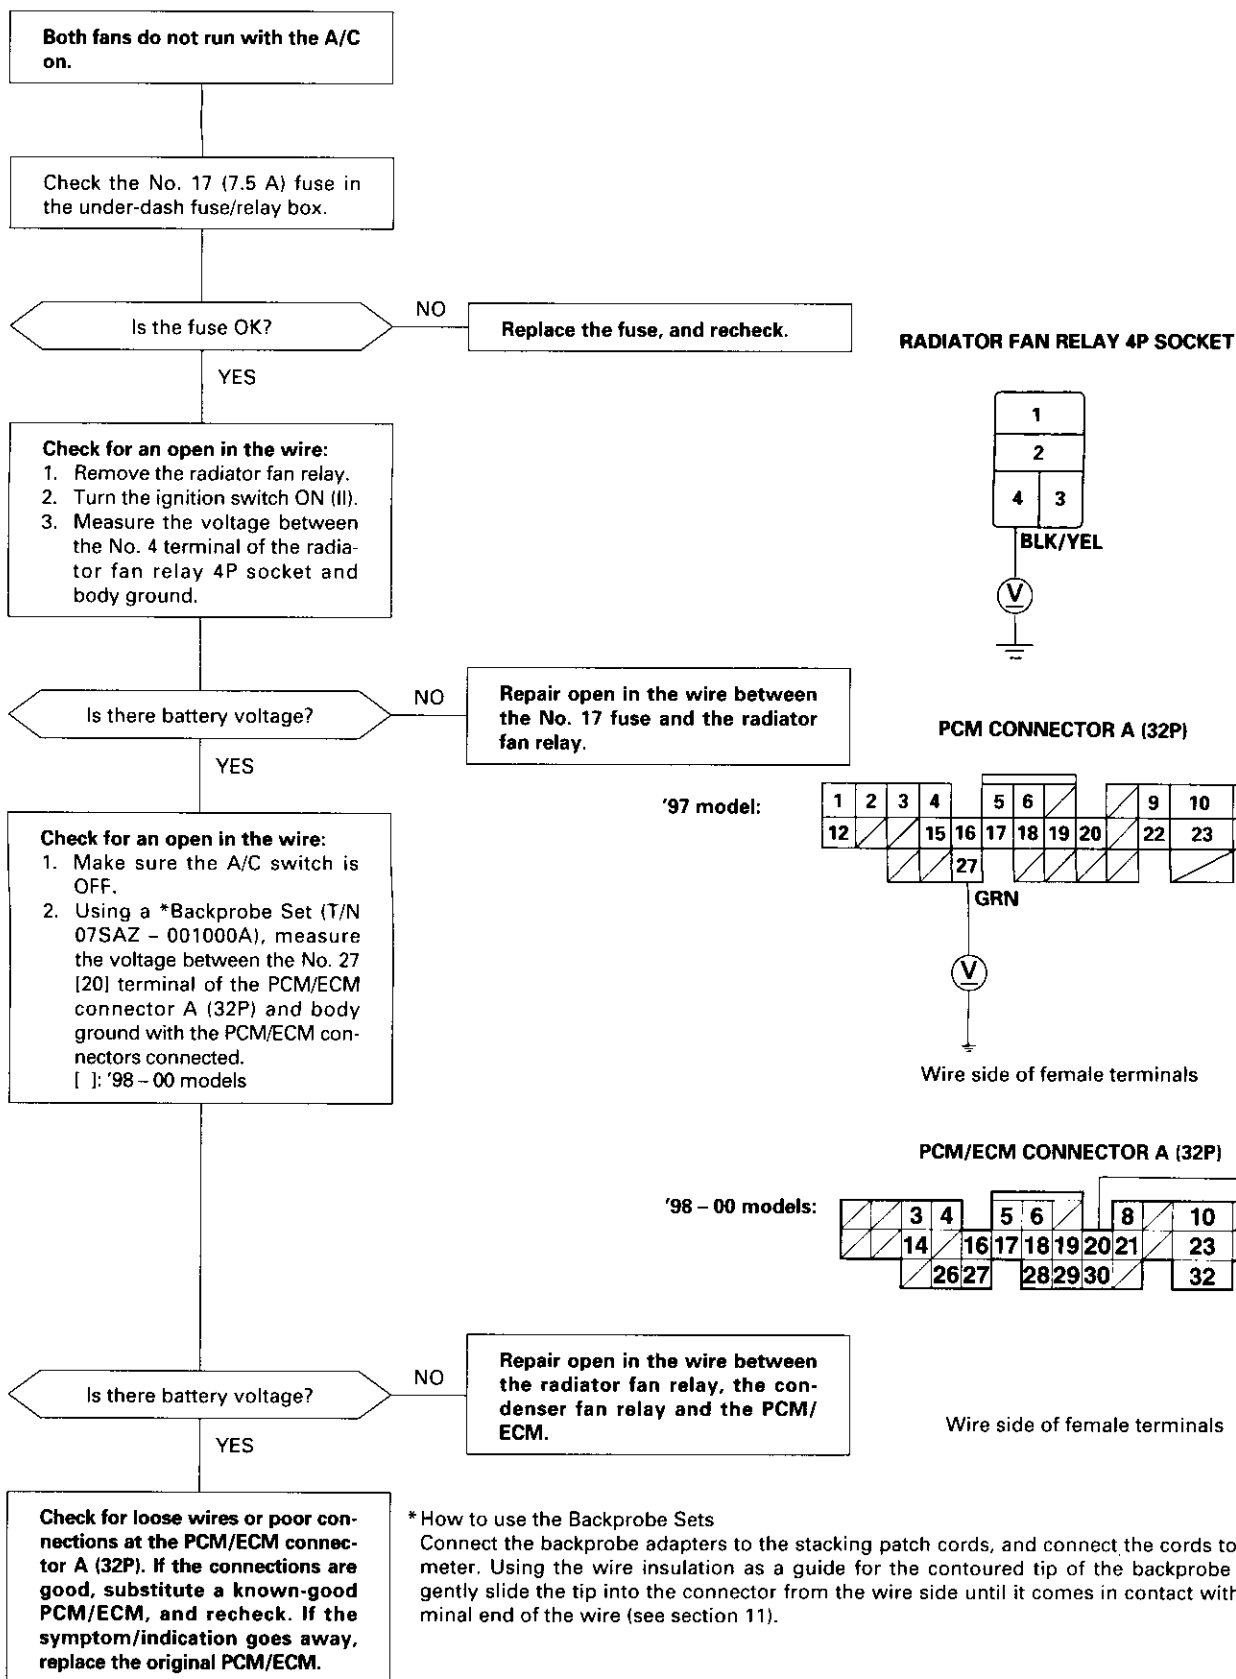 Both fans do not run with the A/C
on.
Check the No. 17 (7.5 A) fuse in
the under-dash fuse/relay box.
Is the fuse OK?
NO
Replace the fuse, and recheck.
YES
RADIATOR FAN RELAY 4P SOCKET
1
2
4 3
BLK/YEL
V
Check for an open in the wire:
1. Remove the radiator fan relay.
2. Turn the ignition switch ON (II).
3. Measure the voltage between
the No. 4 terminal of the radia-
tor fan relay 4P socket and
body ground.
Is there battery voltage?
NO
Repair open in the wire between
the No. 17 fuse and the radiator
fan relay.
YES
PCM CONNECTOR A (32P)
'97 model:
1 2 3 4 5 6 9 10
12 15 16 17 18 19 20 22 23
27
GRN
V
Wire side of female terminals
Check for an open in the wire:
1. Make sure the A/C switch is
OFF.
2. Using a *Backprobe Set (T/N
07SAZ – 001000A), measure
the voltage between the No. 27
[20] terminal of the PCM/ECM
connector A (32P) and body
ground with the PCM/ECM con-
nectors connected.
[ ]: '98 – 00 models
PCM/ECM CONNECTOR A (32P)
'98 – 00 models:
3 4 5 6 8 10
14 16 17 18 19 20 21 23
26 27 28 29 30 32
Wire side of female terminals
Is there battery voltage?
NO
Repair open in the wire between
the radiator fan relay, the con-
denser fan relay and the PCM/
ECM.
YES
Check for loose wires or poor con-
nections at the PCM/ECM connec-
tor A (32P). If the connections are
good, substitute a known-good
PCM/ECM, and recheck. If the
symptom/indication goes away,
replace the original PCM/ECM.
* How to use the Backprobe Sets
Connect the backprobe adapters to the stacking patch cords, and connect the cords to
meter. Using the wire insulation as a guide for the contoured tip of the backprobe
gently slide the tip into the connector from the wire side until it comes in contact with
minal end of the wire (see section 11).